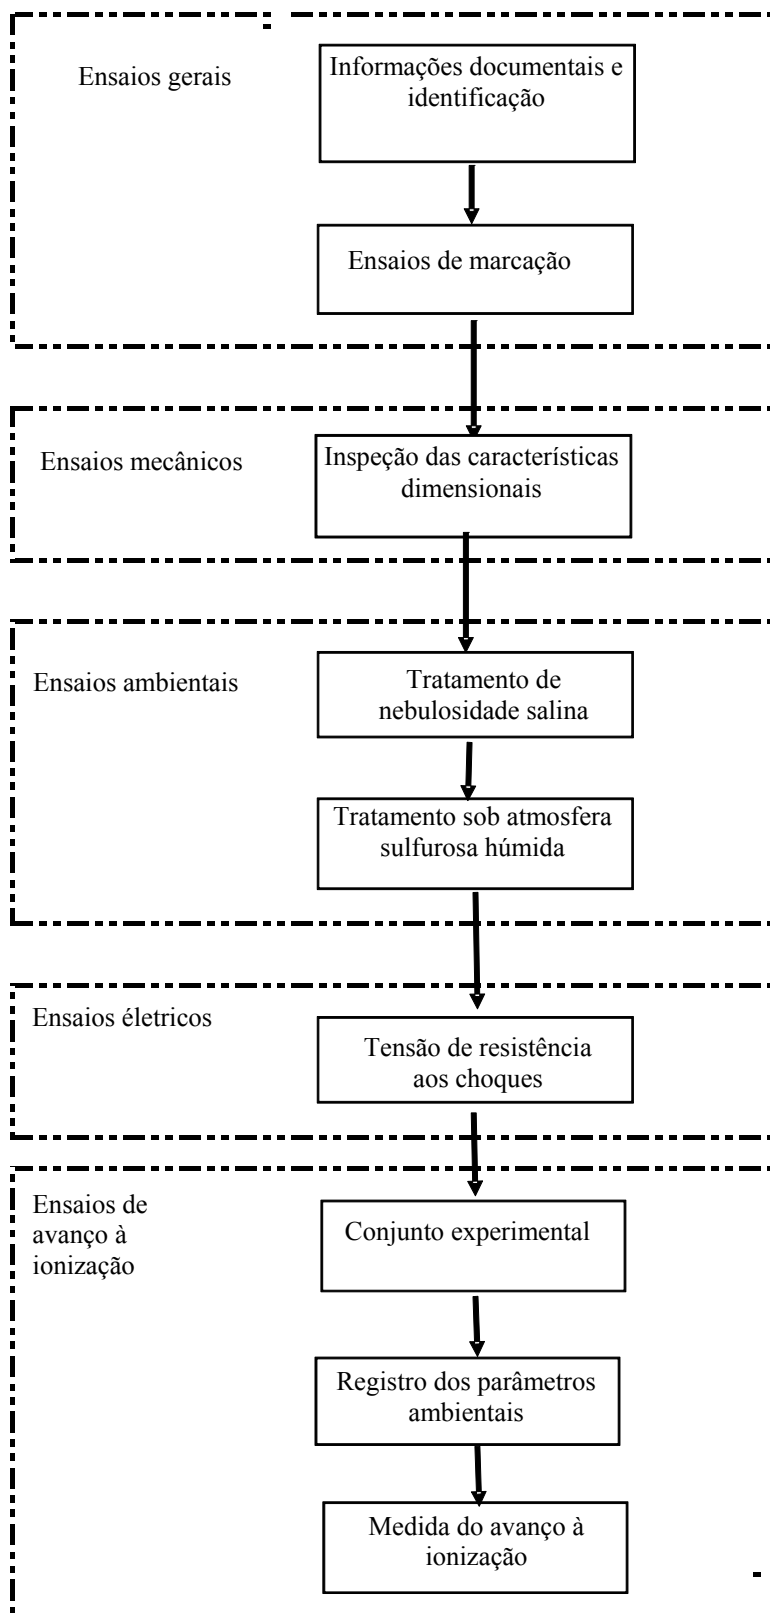 Ensaios gerais
Informações documentais e
identificação
Ensaios de marcação
Ensaios mecânicos
Inspeção das características
dimensionais
Ensaios ambientais
Tratamento de
nebulosidade salina
Tratamento sob atmosfera
sulfurosa húmida
Ensaios életricos
Tensão de resistência
aos choques
Ensaios de
avanço à
ionização
Conjunto experimental
Registro dos parâmetros
ambientais
Medida do avanço à
ionização